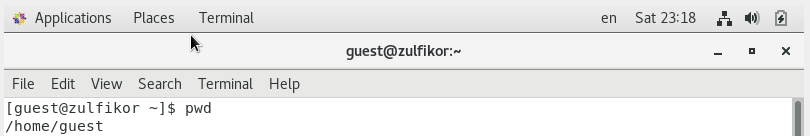 Applications Places Terminal en Sat 23:18
guest@zulfikor:~
File Edit View Search Terminal Help
[guest@zulfikor ~]$ pwd
/home/guest